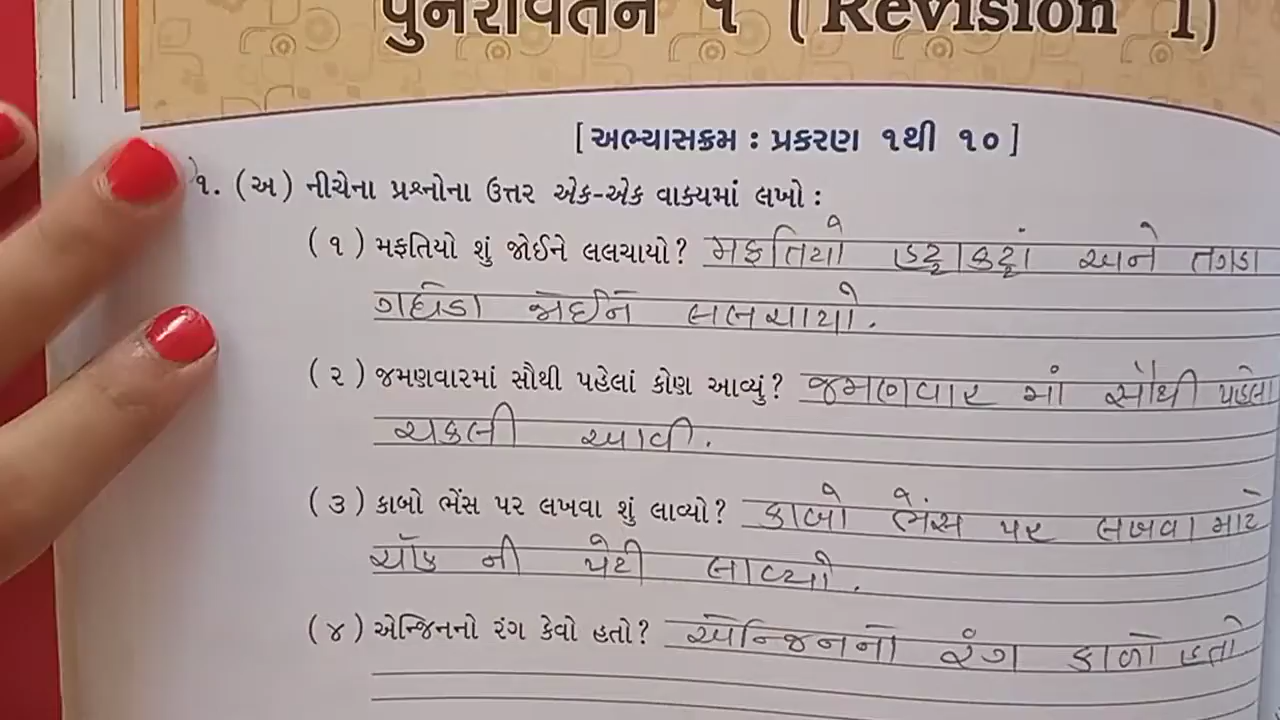 પુનરાવર્તન ૧ ( Revision 1)
[ અભ્યાસક્રમ : પ્રકરણ ૧થી ૧૦ ]
૧. ( અ ) નીચેના પ્રશ્નોના ઉત્તર એક-એક વાક્યમાં લખો :
( ૧ ) મફતિયો શું જોઈને લલચાયો? મફતિયો હટ્ટાકટ્ટાં અને તગડા
ગધેડા જોઈને લલચાયો.
( ૨ ) જમણવારમાં સૌથી પહેલાં કોણ આવ્યું? જમણવાર માં સૌથી પહેલા
ચકલી આવી.
( ૩ ) કાબો ભેંસ પર લખવા શું લાવ્યો? કાબો ભેંસ પર લખવા માટે
ચૉક ની પેટી લાવ્યો.
( ૪ ) એન્જિનનો રંગ કેવો હતો? એન્જિનનો રંગ કાળો હતો